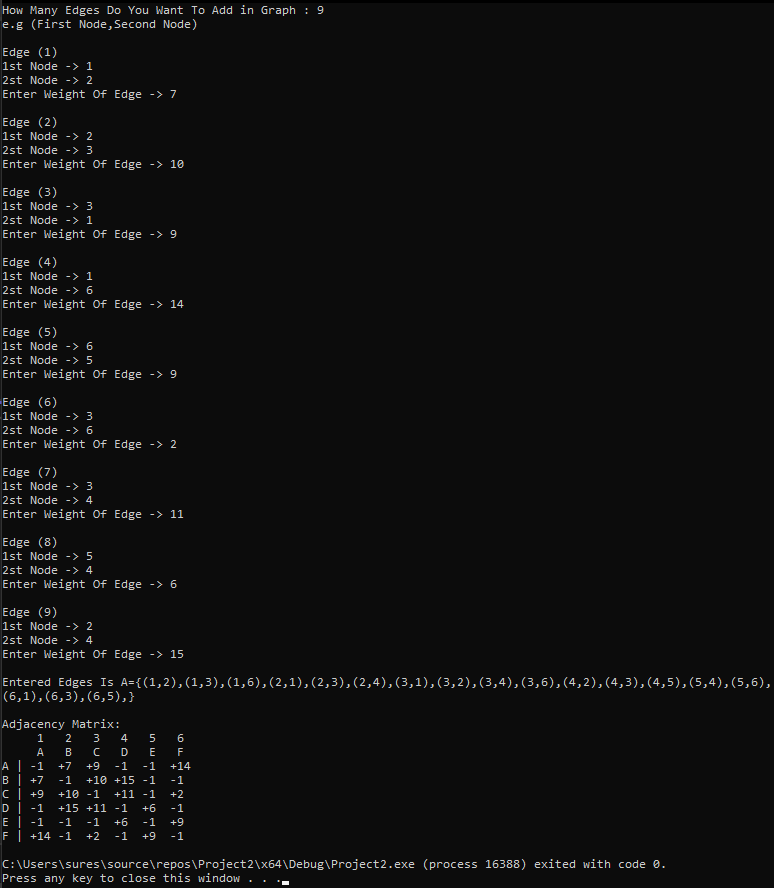 How Many Edges Do You Want To Add in Graph : 9
e.g (First Node,Second Node)
Edge (1)
1st Node -> 1
2st Node -> 2
Enter Weight Of Edge -> 7
Edge (2)
1st Node -> 2
2st Node -> 3
Enter Weight Of Edge -> 10
Edge (3)
1st Node -> 3
2st Node -> 1
Enter Weight Of Edge -> 9
Edge (4)
1st Node -> 1
2st Node -> 6
Enter Weight Of Edge -> 14
Edge (5)
1st Node -> 6
2st Node -> 5
Enter Weight Of Edge -> 9
Edge (6)
1st Node -> 3
2st Node -> 6
Enter Weight Of Edge -> 2
Edge (7)
1st Node -> 3
2st Node -> 4
Enter Weight Of Edge -> 11
Edge (8)
1st Node -> 5
2st Node -> 4
Enter Weight Of Edge -> 6
Edge (9)
1st Node -> 2
2st Node -> 4
Enter Weight Of Edge -> 15
Entered Edges Is A={(1,2),(1,3),(1,6),(2,1),(2,3),(2,4),(3,1),(3,2),(3,4),(3,6),(4,2),(4,3),(4,5),(5,4),(5,6),
(6,1),(6,3),(6,5),}
Adjacency Matrix:
1 2 3 4 5 6
A B C D E F
A | -1 +7 +9 -1 -1 +14
B | +7 -1 +10 +15 -1 -1
C | +9 +10 -1 +11 -1 +2
D | -1 +15 +11 -1 +6 -1
E | -1 -1 -1 +6 -1 +9
F | +14 -1 +2 -1 +9 -1
C:\Users\sures\source\repos\Project2\x64\Debug\Project2.exe (process 16388) exited with code 0.
Press any key to close this window . . .